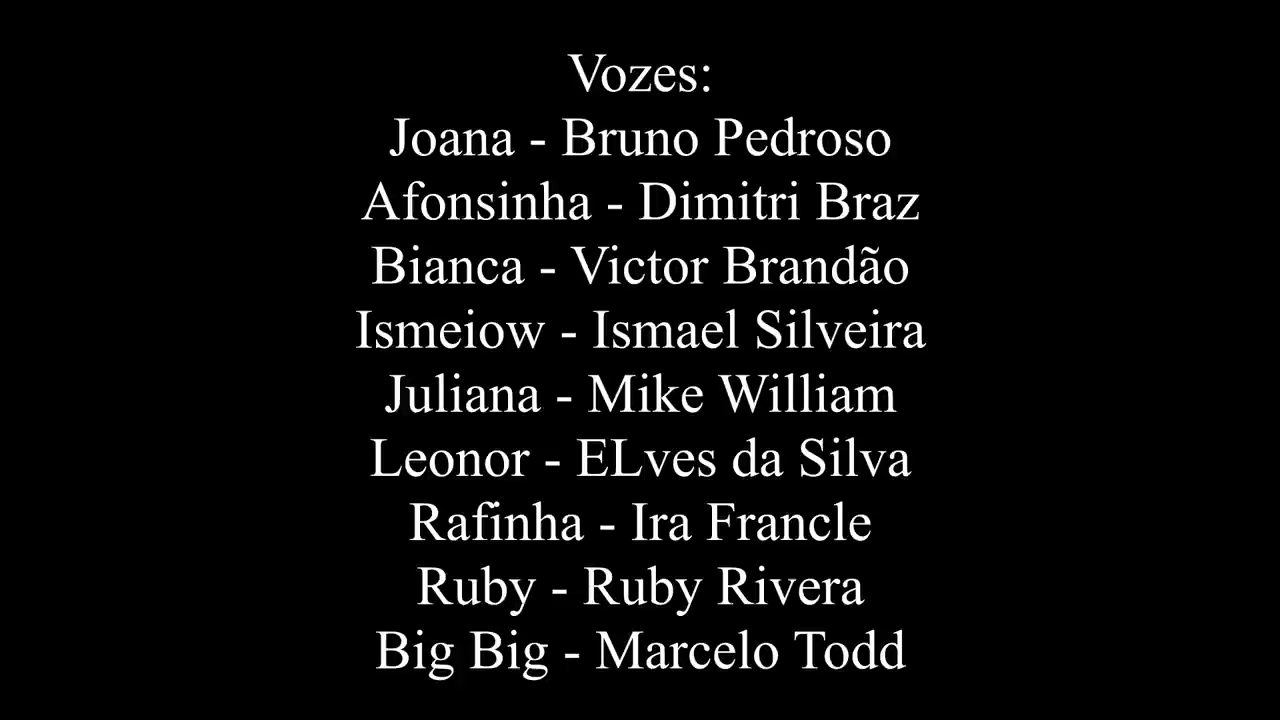 Vozes:
Joana - Bruno Pedroso
Afonsinha - Dimitri Braz
Bianca - Victor Brandão
Ismeiow - Ismael Silveira
Juliana - Mike William
Leonor - ELves da Silva
Rafinha - Ira Francle
Ruby - Ruby Rivera
Big Big - Marcelo Todd